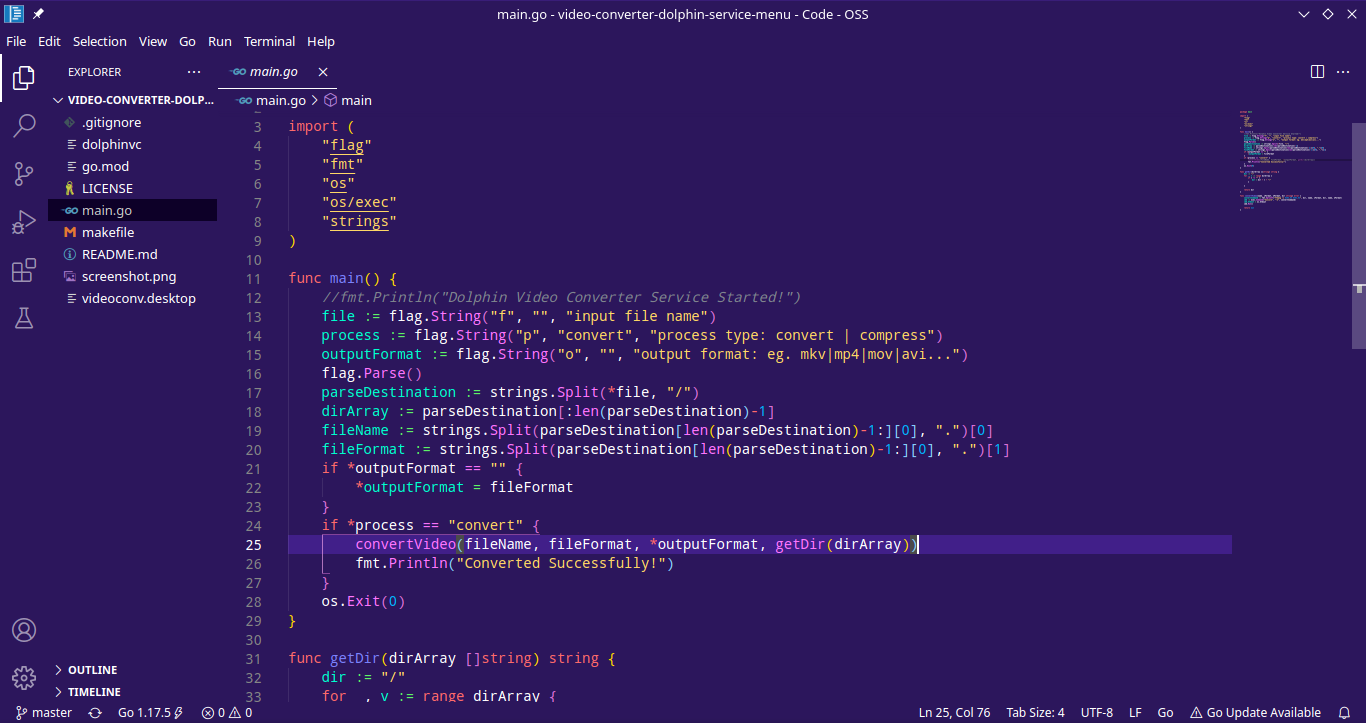 main.go - video-converter-dolphin-service-menu - Code - OSS
File Edit Selection View Go Run Terminal Help
EXPLORER
main.go
VIDEO-CONVERTER-DOLP...
.gitignore
dolphinvc
go.mod
LICENSE
main.go
makefile
README.md
screenshot.png
videoconv.desktop
OUTLINE
TIMELINE
main.go > main
3 import (
4 "flag"
5 "fmt"
6 "os"
7 "os/exec"
8 "strings"
9 )
10
11 func main() {
12 //fmt.Println("Dolphin Video Converter Service Started!")
13 file := flag.String("f", "", "input file name")
14 process := flag.String("p", "convert", "process type: convert | compress")
15 outputFormat := flag.String("o", "", "output format: eg. mkv|mp4|mov|avi...")
16 flag.Parse()
17 parseDestination := strings.Split(*file, "/")
18 dirArray := parseDestination[:len(parseDestination)-1]
19 fileName := strings.Split(parseDestination[len(parseDestination)-1:][0], ".")[0]
20 fileFormat := strings.Split(parseDestination[len(parseDestination)-1:][0], ".")[1]
21 if *outputFormat == "" {
22 *outputFormat = fileFormat
23 }
24 if *process == "convert" {
25 convertVideo(fileName, fileFormat, *outputFormat, getDir(dirArray))
26 fmt.Println("Converted Successfully!")
27 }
28 os.Exit(0)
29 }
30
31 func getDir(dirArray []string) string {
32 dir := "/"
33 for _, v := range dirArray {
master Go 1.17.5 0 0 Ln 25, Col 76 Tab Size: 4 UTF-8 LF Go Go Update Available